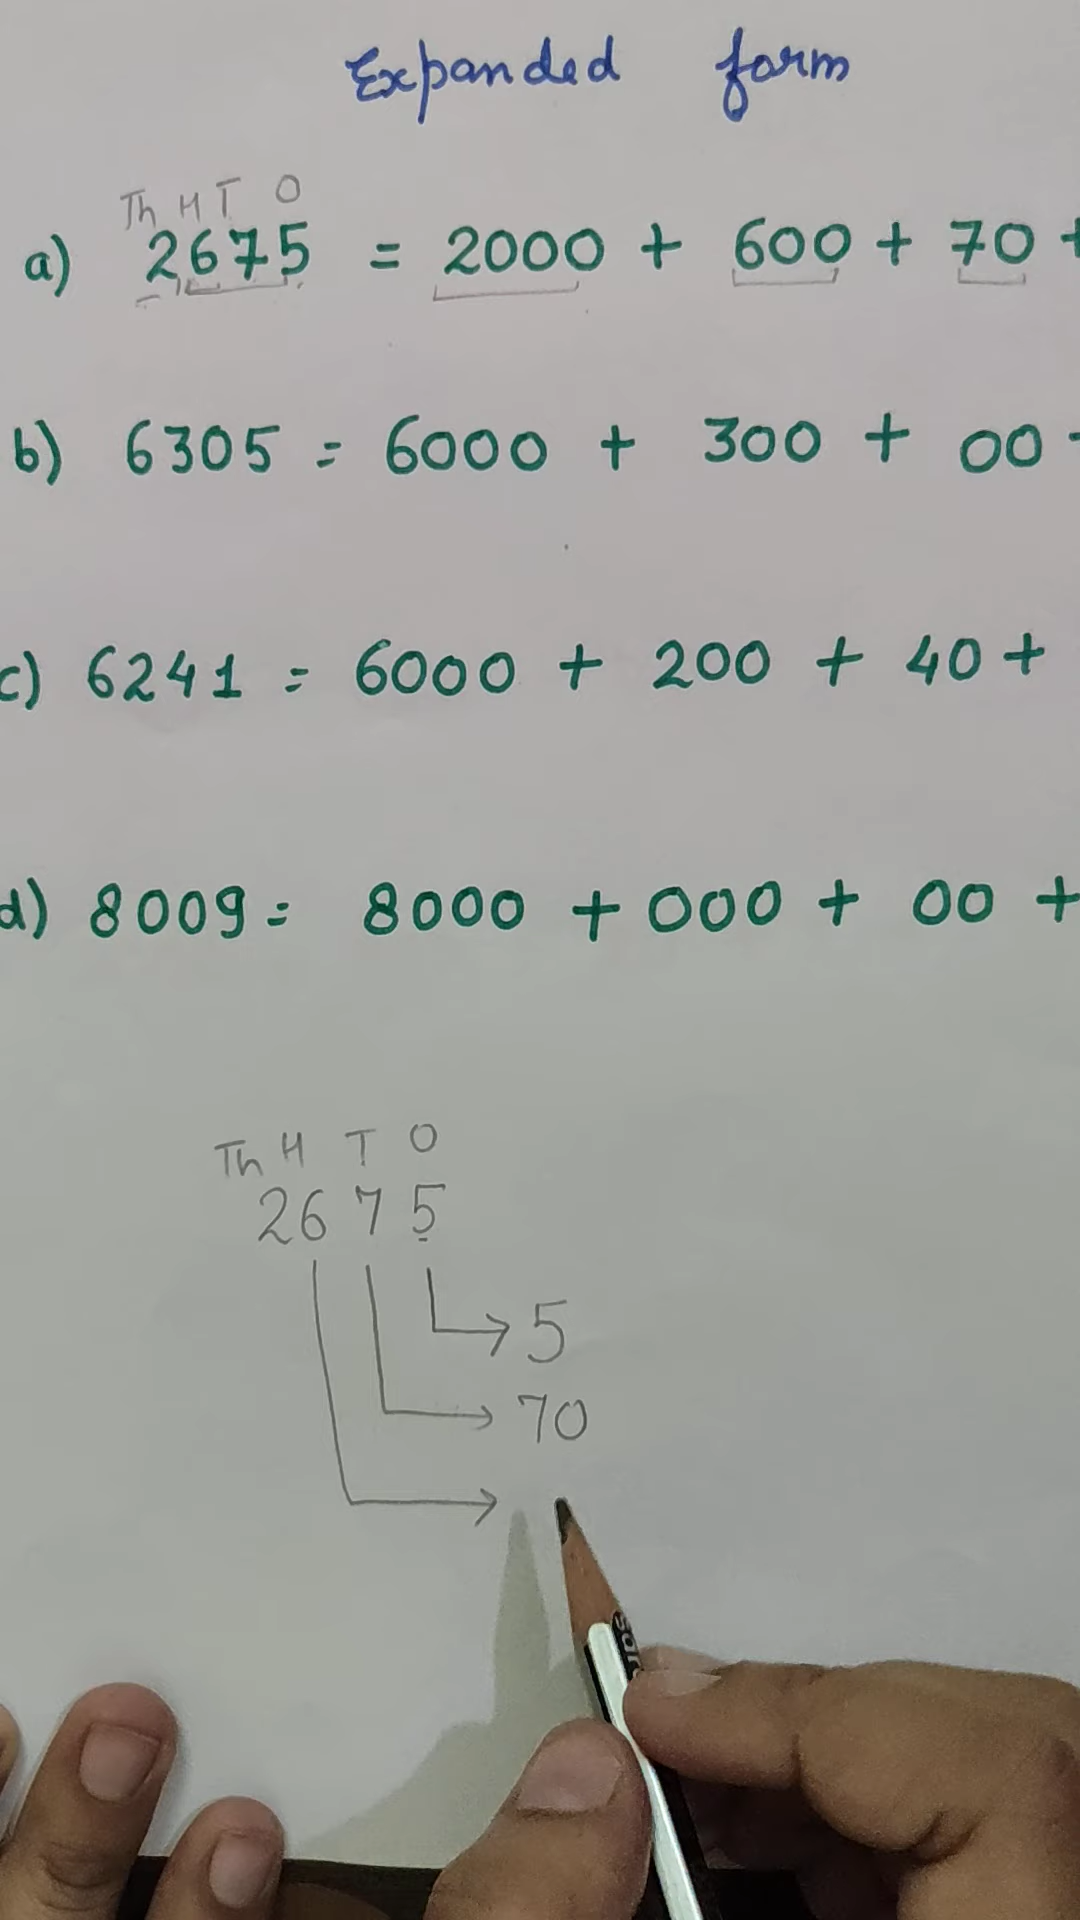 Expanded form
Th H T O
a) 2675 = 2000 + 600 + 70 +
b) 6305 = 6000 + 300 + 00 +
c) 6241 = 6000 + 200 + 40 +
d) 8009 = 8000 + 000 + 00 +
Th H T O
2675
5
70